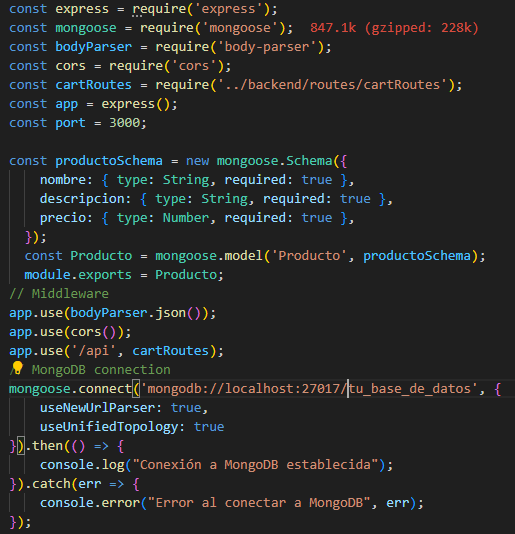 const express = require('express');
const mongoose = require('mongoose');  847.1k (gzipped: 228k)
const bodyParser = require('body-parser');
const cors = require('cors');
const cartRoutes = require('../backend/routes/cartRoutes');
const app = express();
const port = 3000;

const productoSchema = new mongoose.Schema({
    nombre: { type: String, required: true },
    descripcion: { type: String, required: true },
    precio: { type: Number, required: true },
  });
  const Producto = mongoose.model('Producto', productoSchema);
  module.exports = Producto;
// Middleware
app.use(bodyParser.json());
app.use(cors());
app.use('/api', cartRoutes);
MongoDB connection
mongoose.connect('mongodb://localhost:27017/tu_base_de_datos', {
    useNewUrlParser: true,
    useUnifiedTopology: true
}).then(() => {
    console.log("Conexión a MongoDB establecida");
}).catch(err => {
    console.error("Error al conectar a MongoDB", err);
});